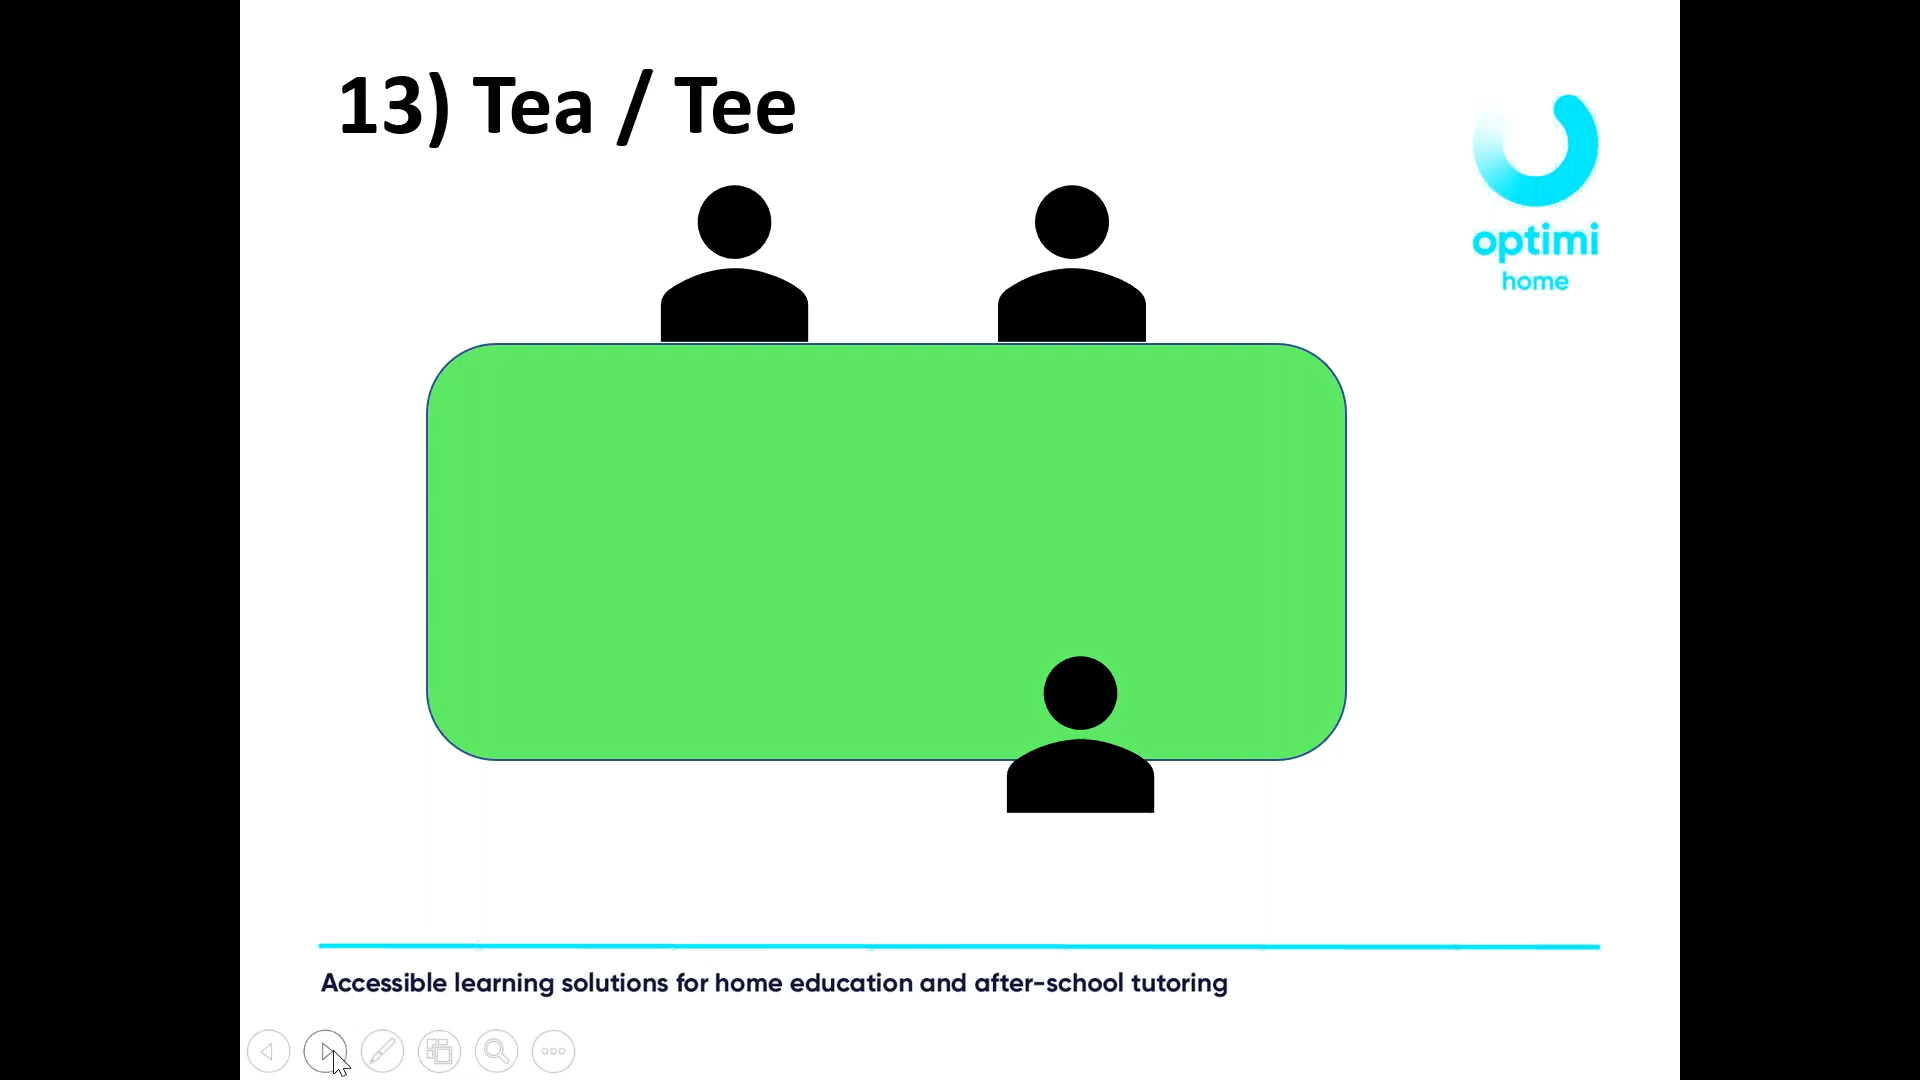 13) Tea / Tee
optimi
home
Accessible learning solutions for home education and after-school tutoring